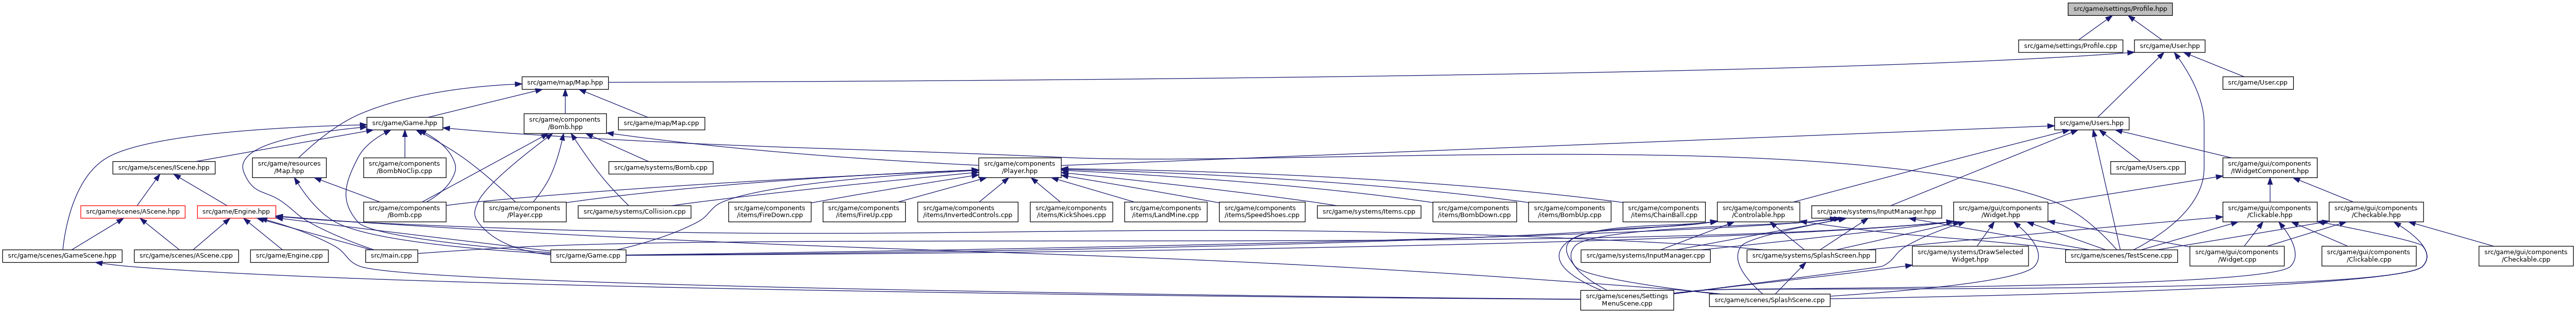 src/game/settings/Profile.hpp
src/game/settings/Profile.cpp
src/game/User.hpp
src/game/map/Map.hpp
src/game/User.cpp
src/game/Game.hpp
src/game/components
/Bomb.hpp
src/game/map/Map.cpp
src/game/Users.hpp
src/game/scenes/IScene.hpp
src/game/resources
/Map.hpp
src/game/components
/BombNoClip.cpp
src/game/systems/Bomb.cpp
src/game/components
/Player.hpp
src/game/Users.cpp
src/game/gui/components
/IWidgetComponent.hpp
src/game/scenes/AScene.hpp
src/game/Engine.hpp
src/game/components
/Bomb.cpp
src/game/components
/Player.cpp
src/game/systems/Collision.cpp
src/game/components
/items/FireDown.cpp
src/game/components
/items/FireUp.cpp
src/game/components
/items/InvertedControls.cpp
src/game/components
/items/KickShoes.cpp
src/game/components
/items/LandMine.cpp
src/game/components
/items/SpeedShoes.cpp
src/game/systems/Items.cpp
src/game/components
/items/BombDown.cpp
src/game/components
/items/BombUp.cpp
src/game/components
/items/ChainBall.cpp
src/game/components
/Controlable.hpp
src/game/systems/InputManager.hpp
src/game/gui/components
/Widget.hpp
src/game/gui/components
/Clickable.hpp
src/game/gui/components
/Checkable.hpp
src/game/scenes/GameScene.hpp
src/game/scenes/AScene.cpp
src/game/Engine.cpp
src/main.cpp
src/game/Game.cpp
src/game/systems/InputManager.cpp
src/game/systems/SplashScreen.hpp
src/game/systems/DrawSelected
Widget.hpp
src/game/scenes/TestScene.cpp
src/game/gui/components
/Widget.cpp
src/game/gui/components
/Clickable.cpp
src/game/gui/components
/Checkable.cpp
src/game/scenes/Settings
MenuScene.cpp
src/game/scenes/SplashScene.cpp